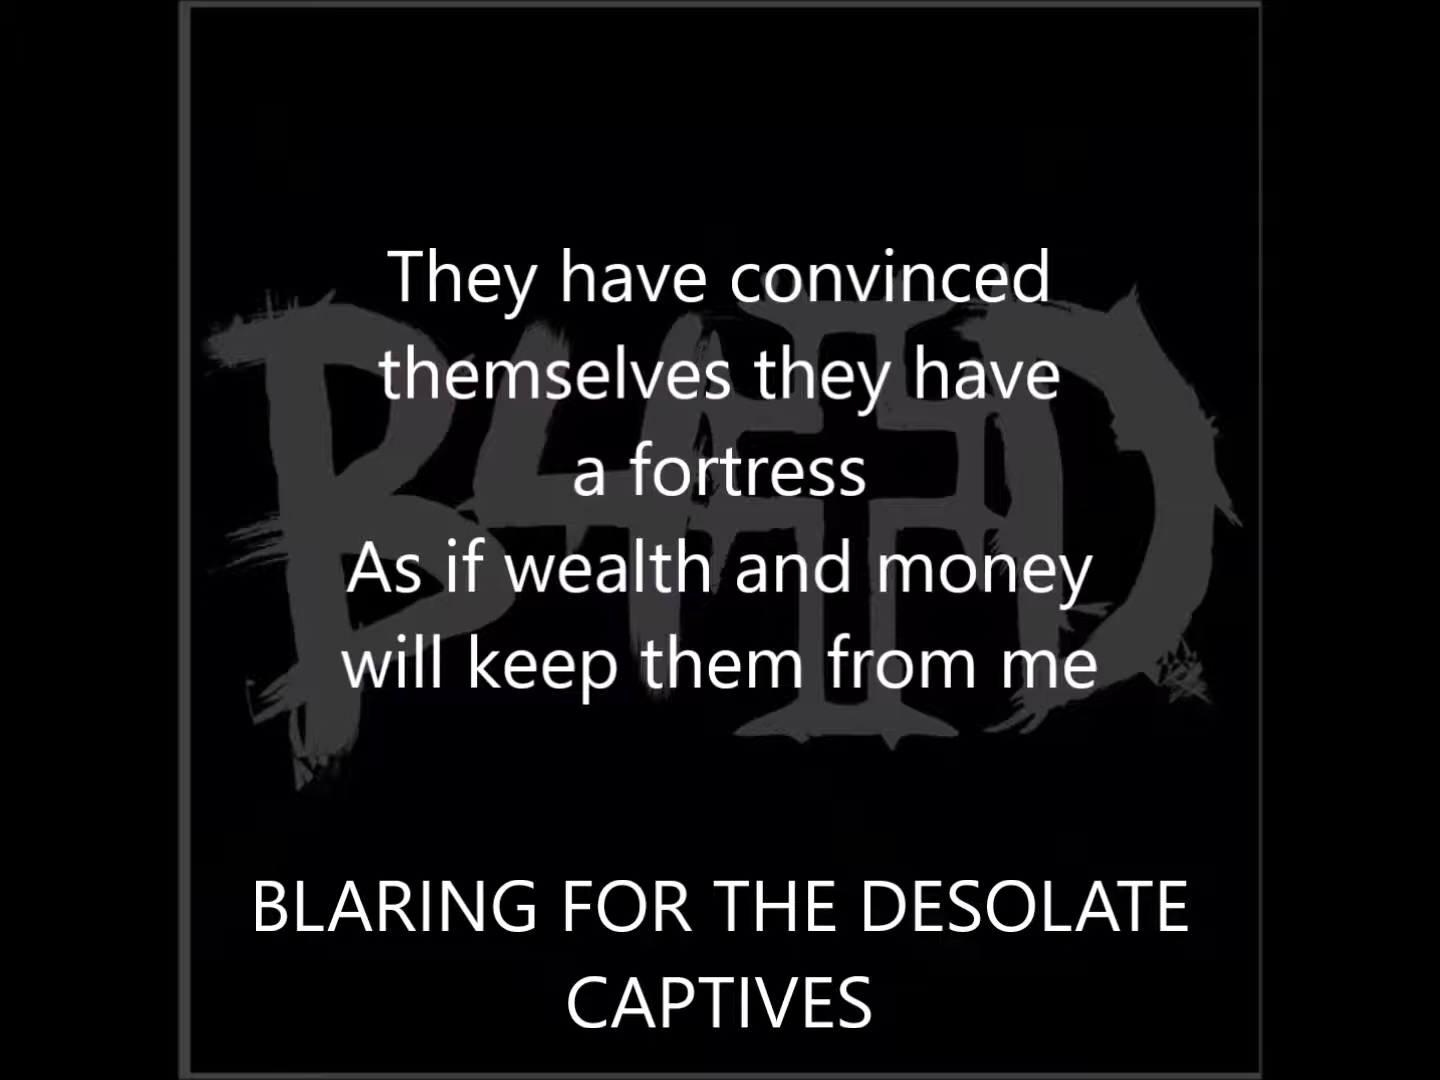 They have convinced
themselves they have
a fortress
As if wealth and money
will keep them from me
BLARING FOR THE DESOLATE
CAPTIVES